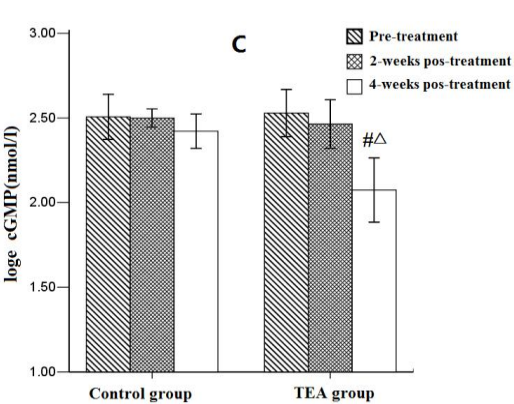 C
Pre-treatment
2-weeks pos-treatment
4-weeks pos-treatment
#△
loge cGMP(nmol/l)
3.00
2.50
2.00
1.50
1.00
Control group
TEA group